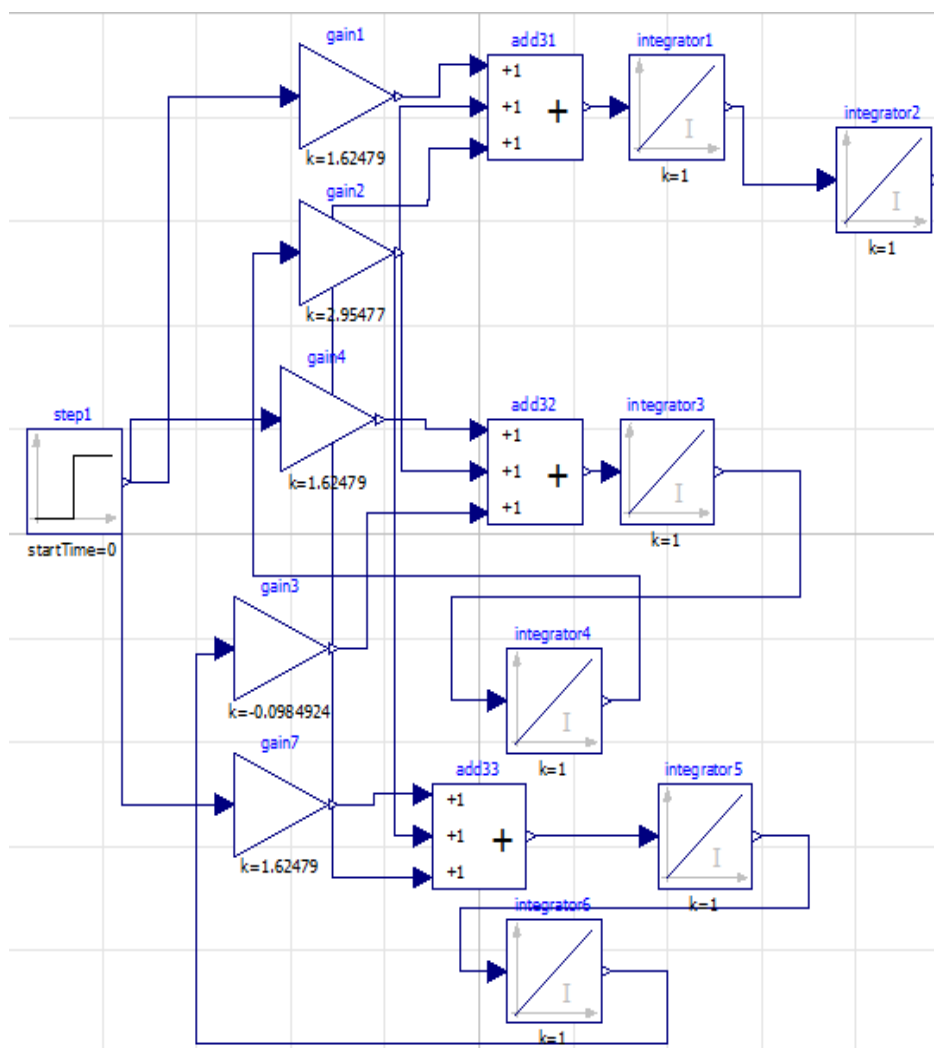 gain1
add31
integrator1
+1
+1
+
+1
I
k=1.62479
k=1
integrator2
I
k=1
gain2
k=2.95477
gain4
k=1.62479
step1
startTime=0
add32
integrator3
+1
+1
+
+1
I
k=1
gain3
k=-0.0984924
integrator4
I
k=1
gain7
k=1.62479
add33
integrator5
+1
+1
+
+1
I
k=1
integrator6
I
k=1